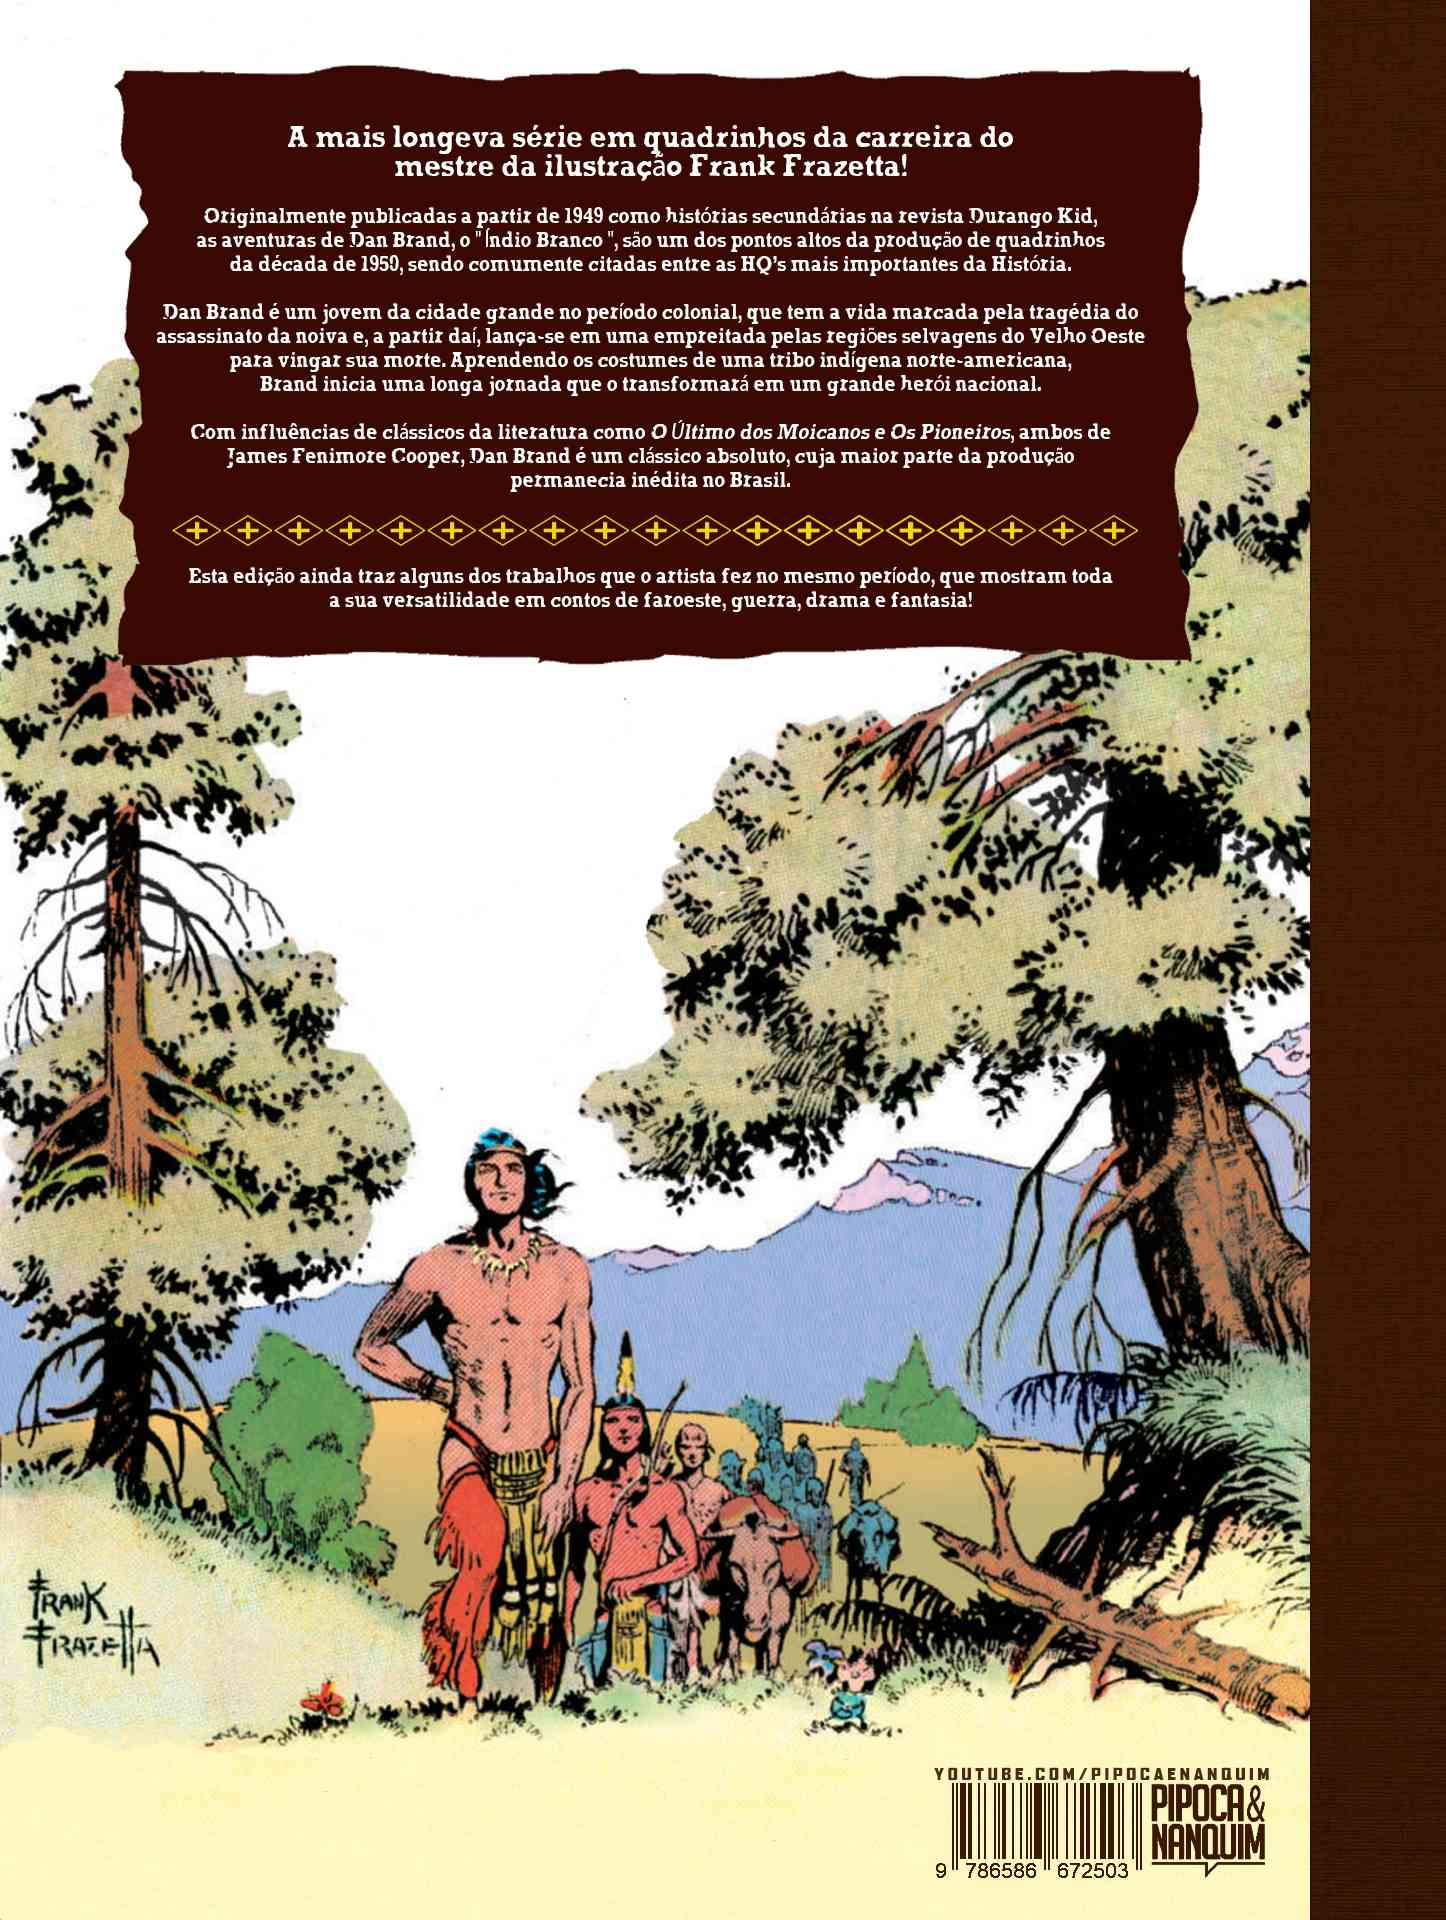 A mais longeva série em quadrinhos da carreira do
mestre da ilustração Frank Frazetta!
Originalmente publicadas a partir de 1949 como histórias secundárias na revista Durango Kid,
as aventuras de Dan Brand, o "Índio Branco", são um dos pontos altos da produção de quadrinhos
da década de 1950, sendo comumente citadas entre as HQ's mais importantes da História.
Dan Brand é um jovem da cidade grande no período colonial, que tem a vida marcada pela tragédia do
assassinato da noiva e, a partir daí, lança-se em uma empreitada pelas regiões selvagens do Velho Oeste
para vingar sua morte. Aprendendo os costumes de uma tribo indígena norte-americana,
Brand inicia uma longa jornada que o transformará em um grande herói nacional.
Com influências de clássicos da literatura como O Último dos Moicanos e Os Pioneiros, ambos de
James Fenimore Cooper, Dan Brand é um clássico absoluto, cuja maior parte da produção
permanecia inédita no Brasil.
Esta edição ainda traz alguns dos trabalhos que o artista fez no mesmo período, que mostram toda
a sua versatilidade em contos de faroeste, guerra, drama e fantasia!
FRANK
FRAZETTA
YOUTUBE.COM/PIPOCAENANQUIM
PIPOCA&
NANQUIM
9 786586 672503